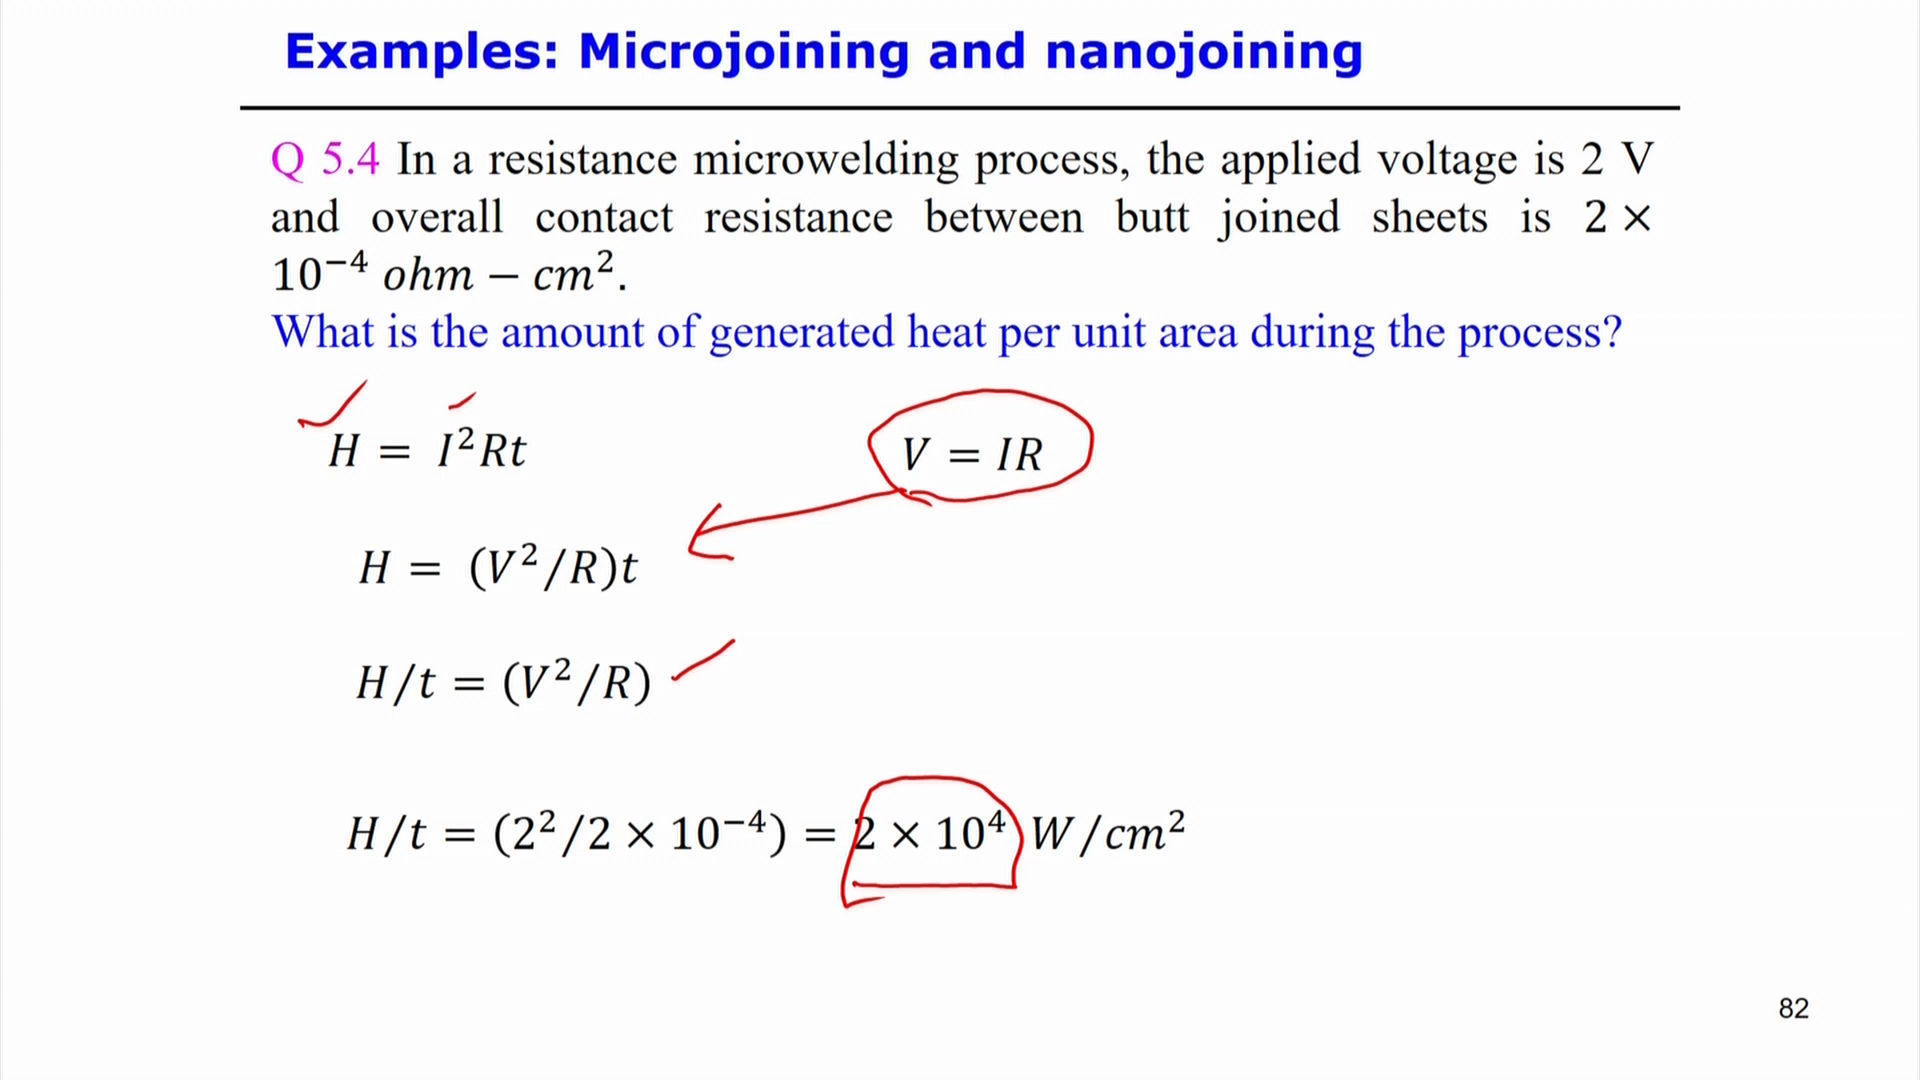 Examples: Microjoining and nanojoining
Q 5.4 In a resistance microwelding process, the applied voltage is 2 V
and overall contact resistance between butt joined sheets is 2 ×
10⁻⁴ ohm − cm².
What is the amount of generated heat per unit area during the process?
H = I²Rt
V = IR
H = (V²/R)t
H/t = (V²/R)
H/t = (2²/2 × 10⁻⁴) = 2 × 10⁴ W/cm²
82